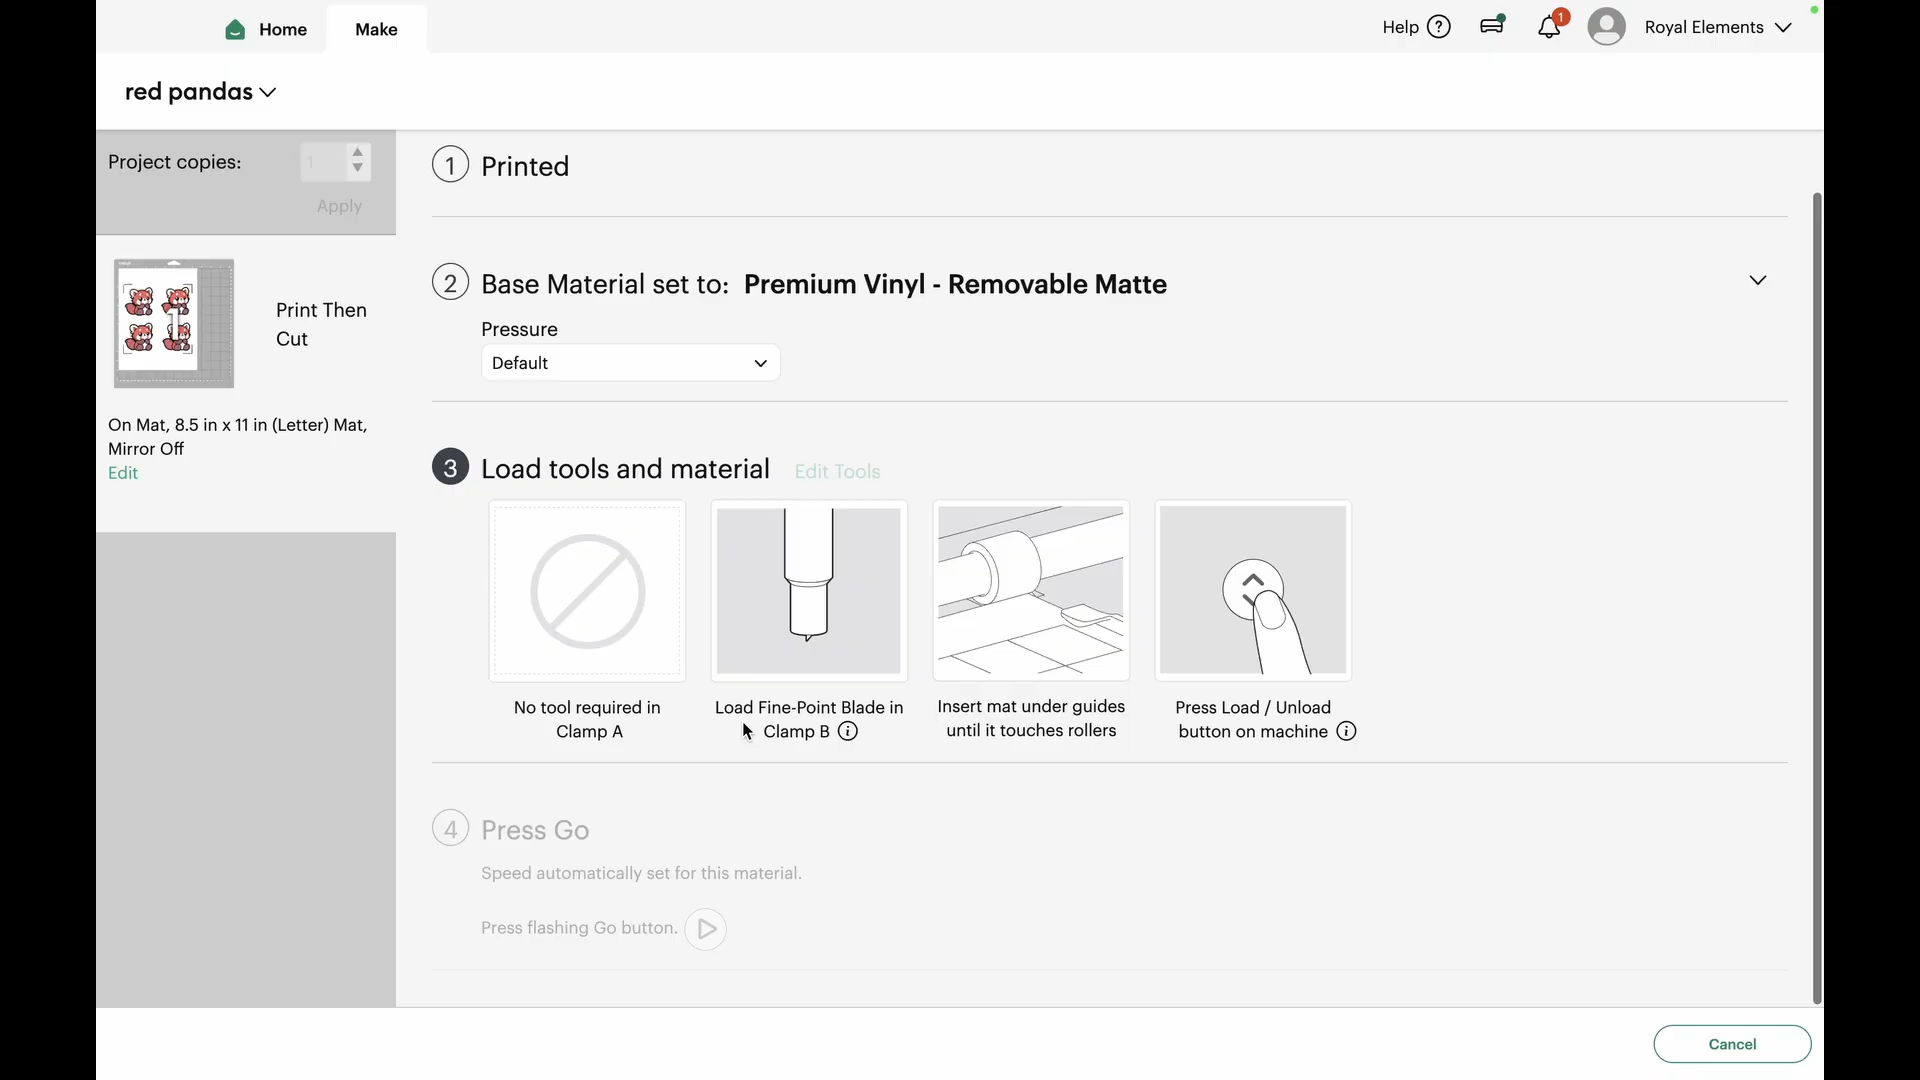 Home
Make
Help
1
Royal Elements
red pandas
Project copies:
1
Apply
Print Then
Cut
On Mat, 8.5 in x 11 in (Letter) Mat,
Mirror Off
Edit
1 Printed
2 Base Material set to: Premium Vinyl - Removable Matte
Pressure
Default
3 Load tools and material Edit Tools
No tool required in
Clamp A
Load Fine-Point Blade in
Clamp B
Insert mat under guides
until it touches rollers
Press Load / Unload
button on machine
4 Press Go
Speed automatically set for this material.
Press flashing Go button.
Cancel